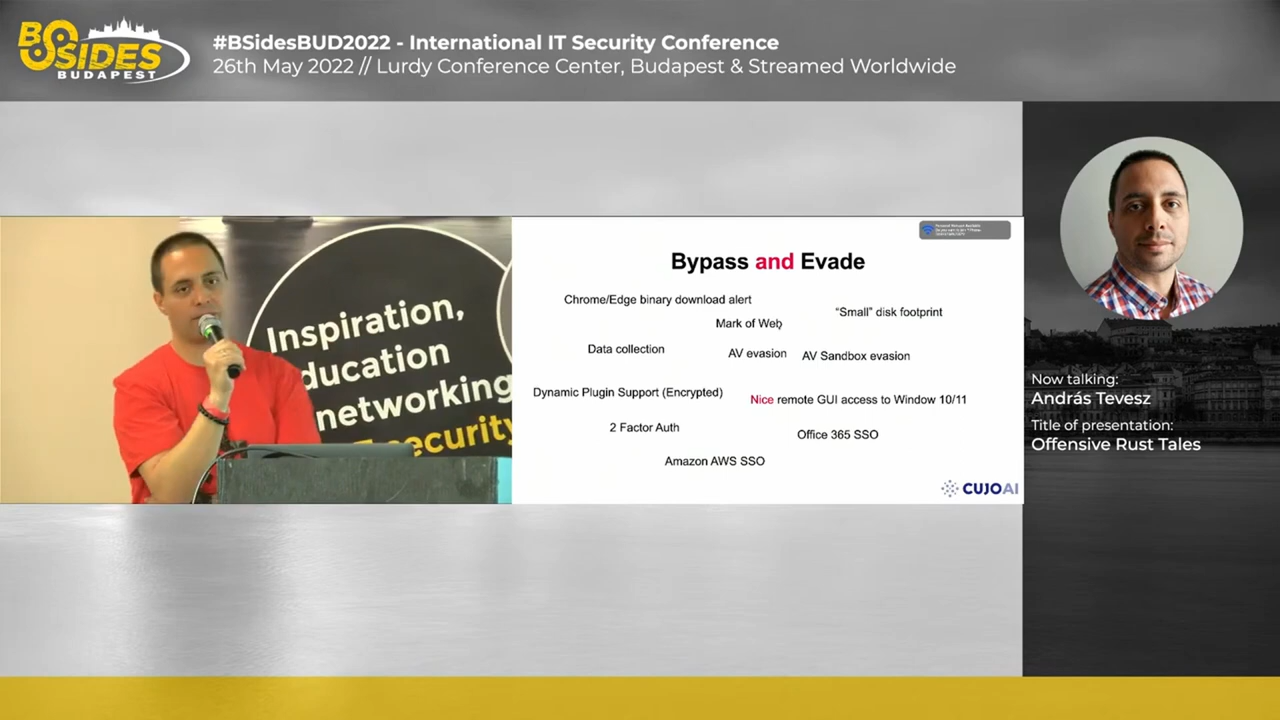 BSIDES
BUDAPEST
#BSidesBUD2022 - International IT Security Conference
26th May 2022 // Lurdy Conference Center, Budapest & Streamed Worldwide
Inspiration,
ducation
networking
security
Bypass and Evade
Chrome/Edge binary download alert
"Small" disk footprint
Mark of Web
Data collection
AV evasion
AV Sandbox evasion
Dynamic Plugin Support (Encrypted)
Nice remote GUI access to Window 10/11
2 Factor Auth
Office 365 SSO
Amazon AWS SSO
CUJOAI
Now talking:
András Tevesz
Title of presentation:
Offensive Rust Tales